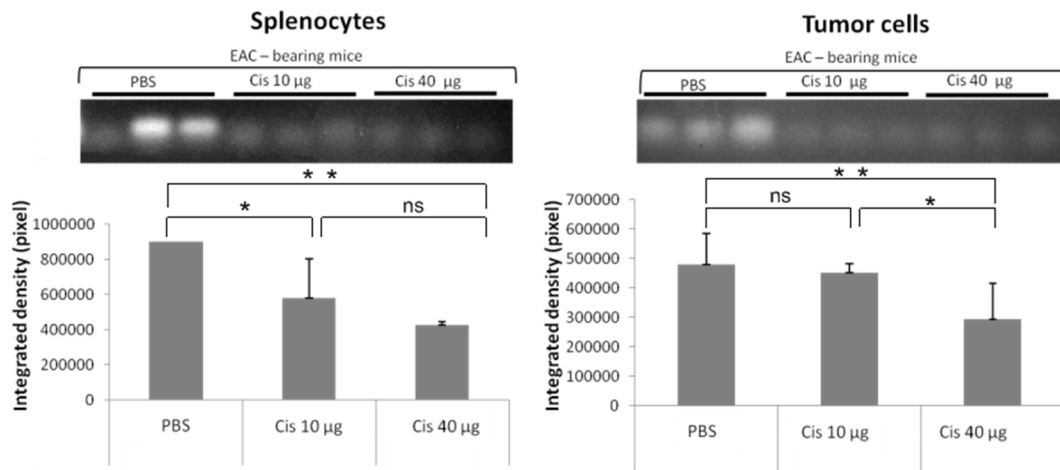 Splenocytes
EAC – bearing mice
PBS
Cis 10 µg
Cis 40 µg
* *
*
ns
Integrated density (pixel)
1000000
800000
600000
400000
200000
0
PBS
Cis 10 µg
Cis 40 µg
Tumor cells
EAC – bearing mice
PBS
Cis 10 µg
Cis 40 µg
* *
ns
*
Integrated density (pixel)
700000
600000
500000
400000
300000
200000
100000
0
PBS
Cis 10 µg
Cis 40 µg